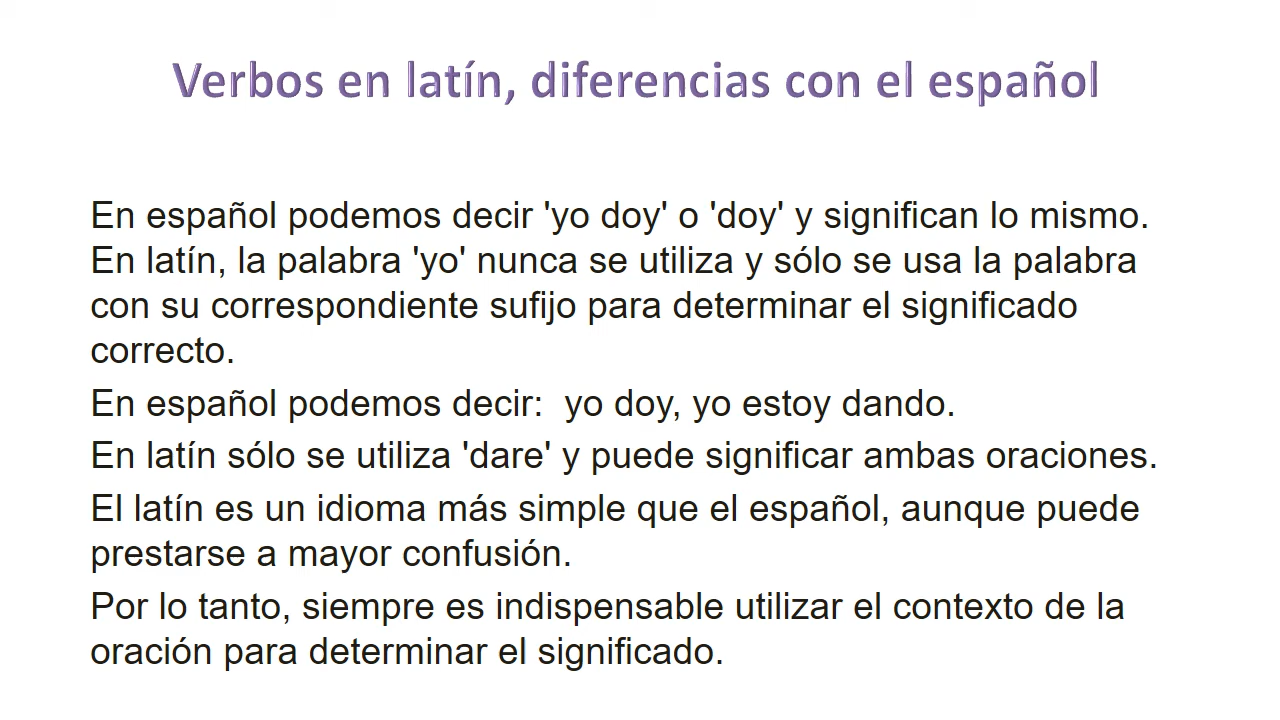 Verbos en latín, diferencias con el español
En español podemos decir 'yo doy' o 'doy' y significan lo mismo.
En latín, la palabra 'yo' nunca se utiliza y sólo se usa la palabra
con su correspondiente sufijo para determinar el significado
correcto.
En español podemos decir:  yo doy, yo estoy dando.
En latín sólo se utiliza 'dare' y puede significar ambas oraciones.
El latín es un idioma más simple que el español, aunque puede
prestarse a mayor confusión.
Por lo tanto, siempre es indispensable utilizar el contexto de la
oración para determinar el significado.